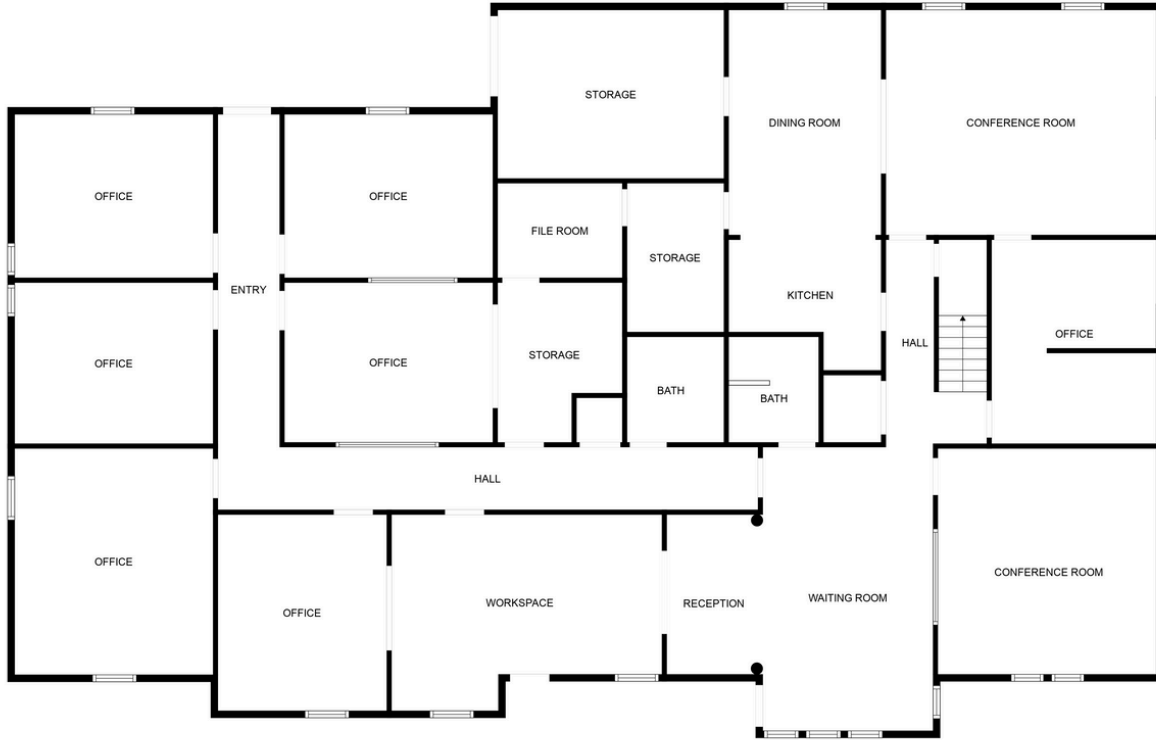 STORAGE
DINING ROOM
CONFERENCE ROOM
OFFICE
OFFICE
FILE ROOM
STORAGE
ENTRY
KITCHEN
OFFICE
HALL
OFFICE
OFFICE
STORAGE
BATH
BATH
HALL
OFFICE
CONFERENCE ROOM
WORKSPACE
RECEPTION
WAITING ROOM
OFFICE